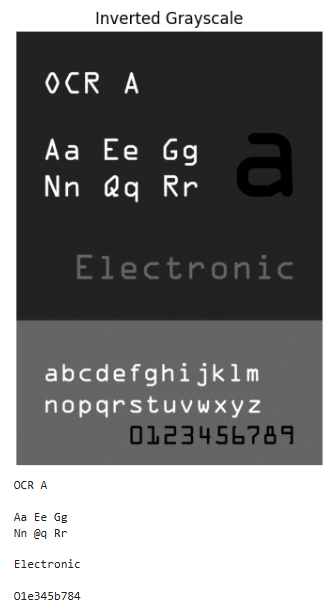 Inverted Grayscale
OCR A
Aa Ee Gg
a
Nn Qq Rr
Electronic
abcdefghijklm
nopqrstuvwxyz
0123456789
OCR A
Aa Ee Gg
Nn @q Rr
Electronic
01e345b784